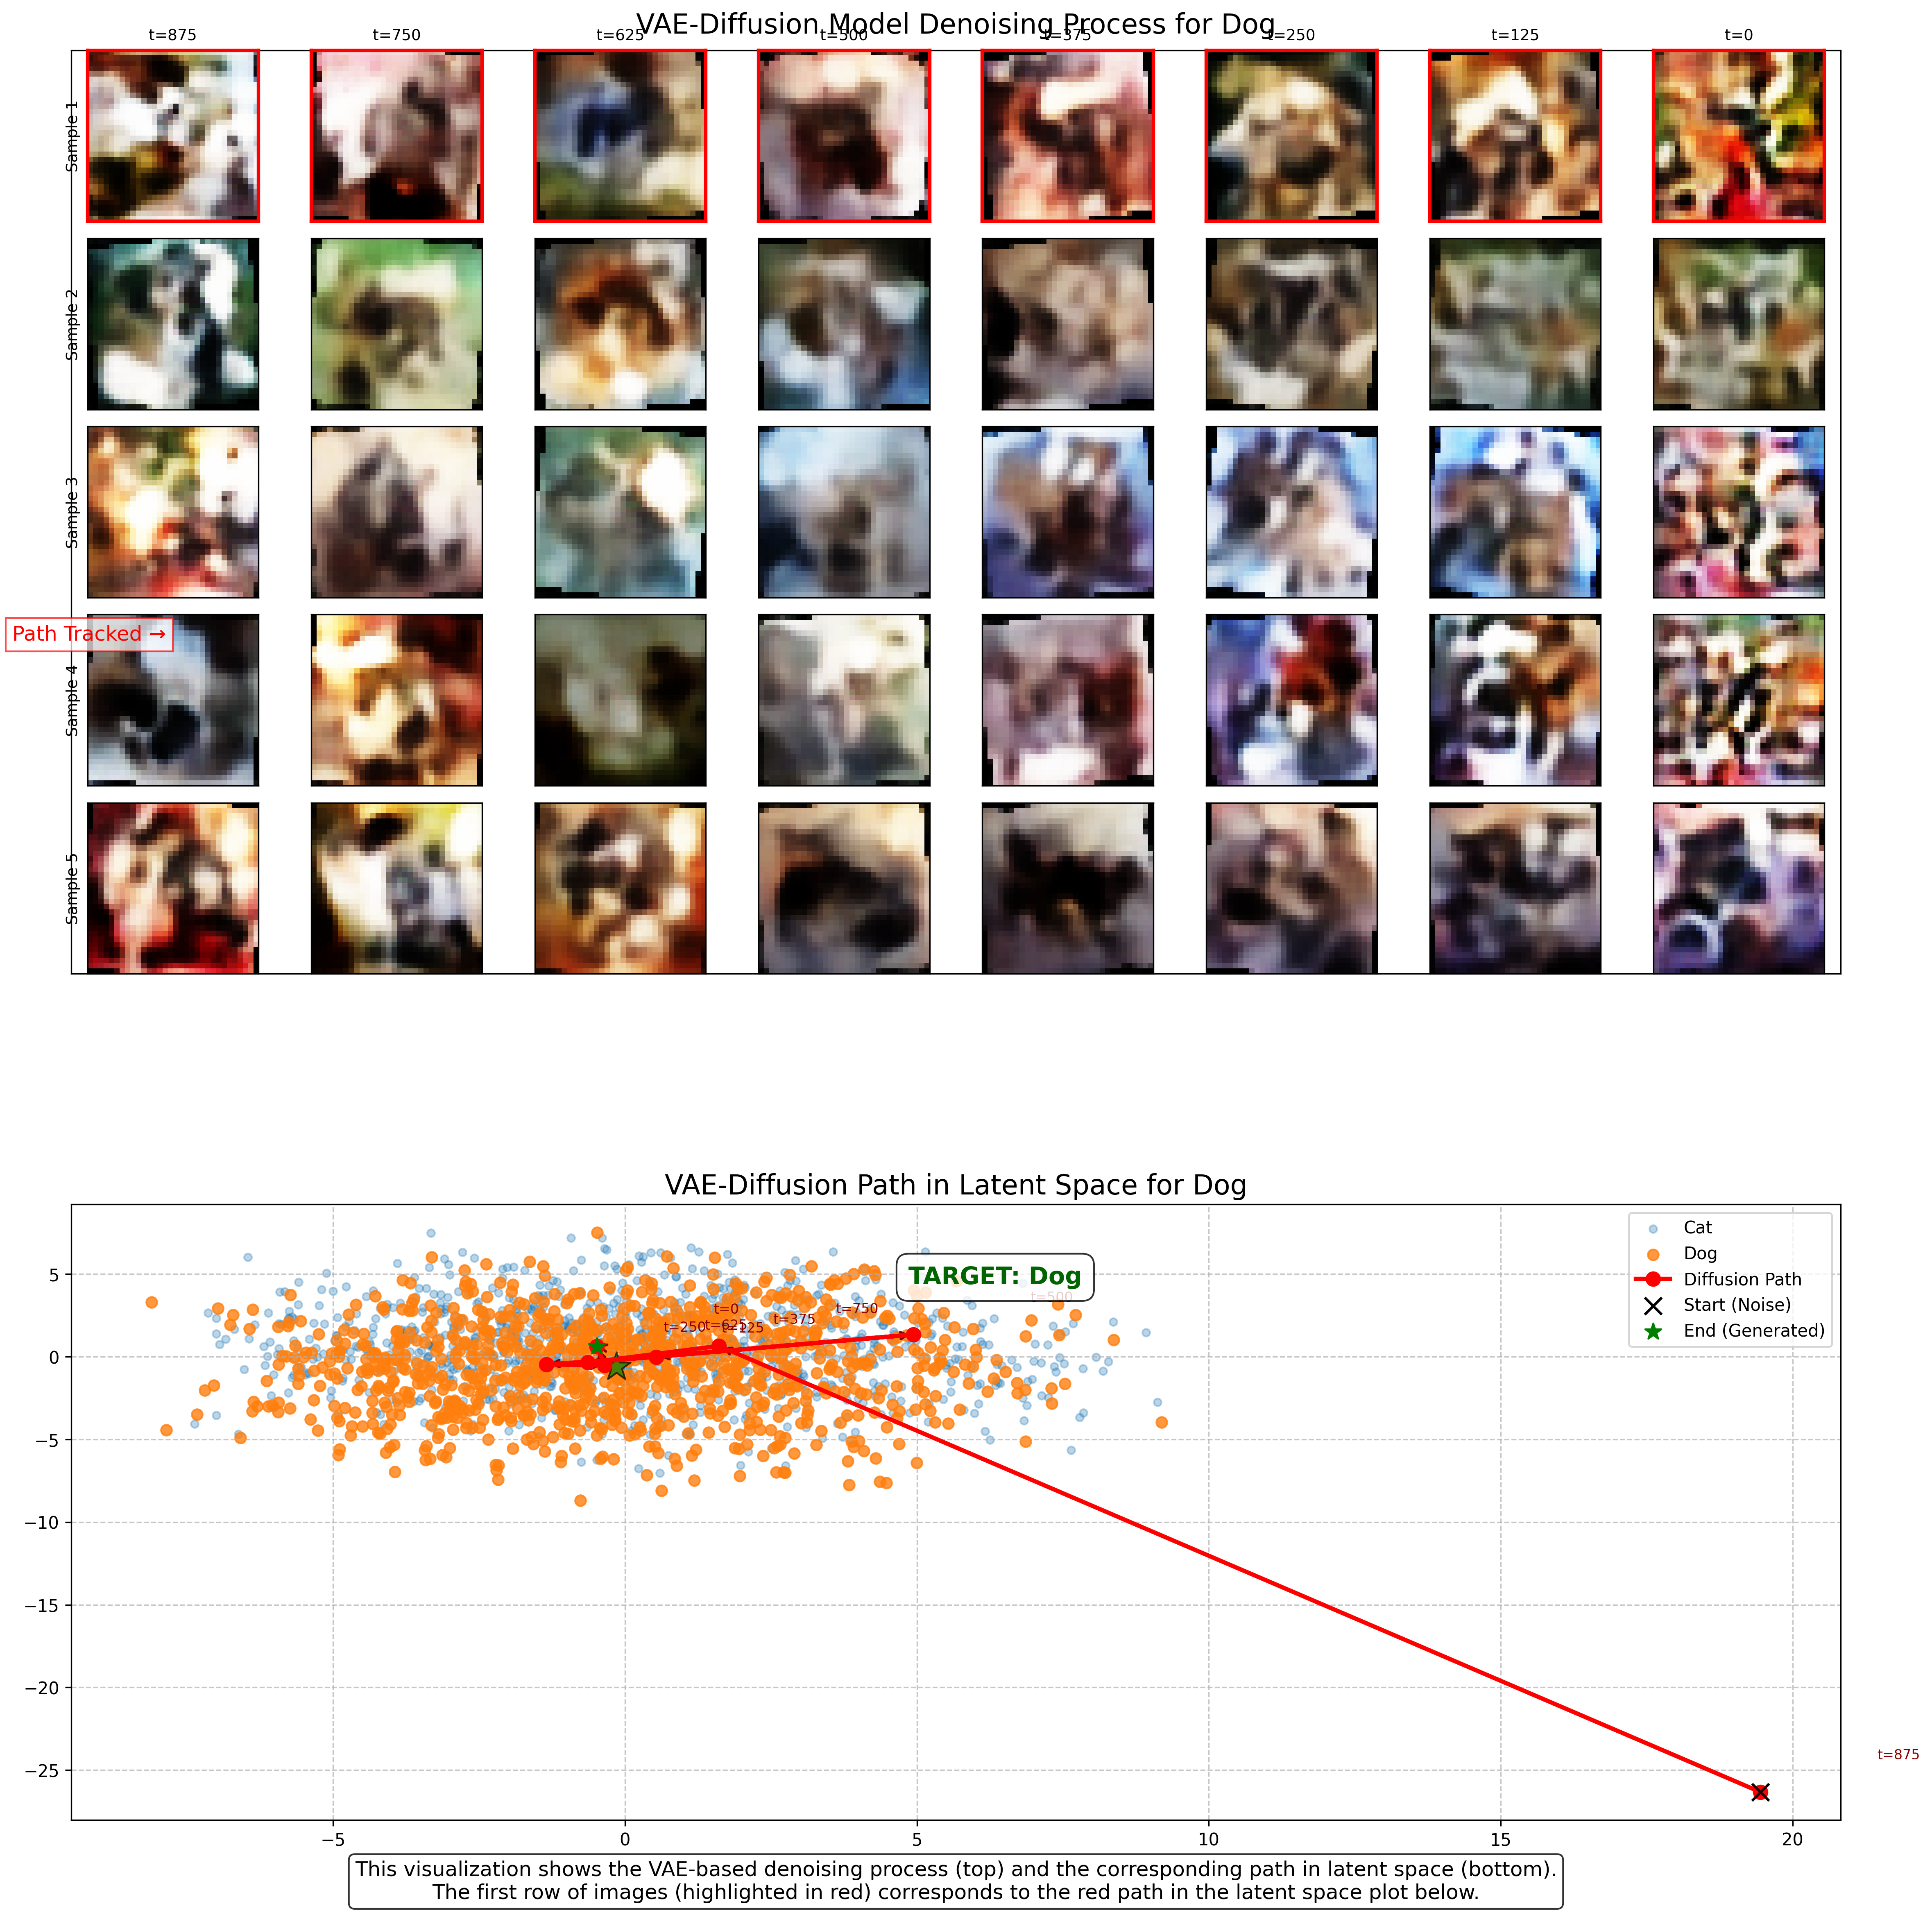 VAE-Diffusion Model Denoising Process for Dog
t=875
t=750
t=625
t=500
t=375
t=250
t=125
t=0
Sample 1
Sample 2
Sample 3
Path Tracked →
Sample 4
Sample 5
VAE-Diffusion Path in Latent Space for Dog
Cat
Dog
Diffusion Path
Start (Noise)
End (Generated)
TARGET: Dog
t=500
t=0
t=750
t=250
t=625
t=125
t=375
t=875
5
0
−5
−10
−15
−20
−25
−5
0
5
10
15
20
This visualization shows the VAE-based denoising process (top) and the corresponding path in latent space (bottom).
The first row of images (highlighted in red) corresponds to the red path in the latent space plot below.